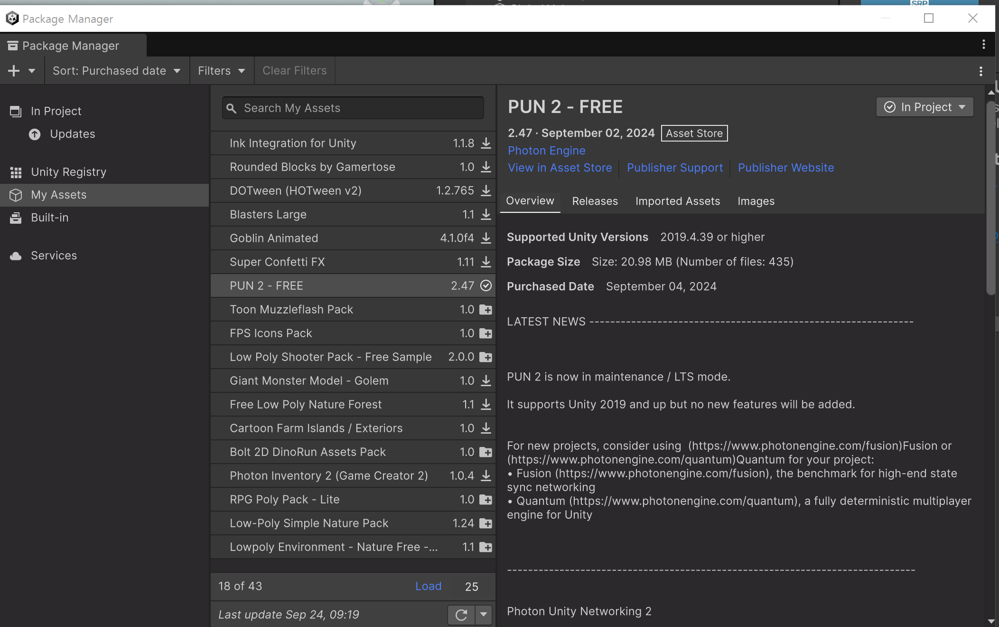 SRP
Package Manager
Package Manager
Sort: Purchased date
Filters
Clear Filters
In Project
Updates
Unity Registry
My Assets
Built-in
Services
Search My Assets
Ink Integration for Unity 1.1.8
Rounded Blocks by Gamertose 1.0
DOTween (HOTween v2) 1.2.765
Blasters Large 1.1
Goblin Animated 4.1.0f4
Super Confetti FX 1.11
PUN 2 - FREE 2.47
Toon Muzzleflash Pack 1.0
FPS Icons Pack 1.0
Low Poly Shooter Pack - Free Sample 2.0.0
Giant Monster Model - Golem 1.0
Free Low Poly Nature Forest 1.1
Cartoon Farm Islands / Exteriors 1.0
Bolt 2D DinoRun Assets Pack 1.0
Photon Inventory 2 (Game Creator 2) 1.0.4
RPG Poly Pack - Lite 1.0
Low-Poly Simple Nature Pack 1.24
Lowpoly Environment - Nature Free -... 1.1
18 of 43 Load 25
Last update Sep 24, 09:19
PUN 2 - FREE
In Project
2.47 · September 02, 2024 Asset Store
Photon Engine
View in Asset Store Publisher Support Publisher Website
Overview Releases Imported Assets Images
Supported Unity Versions 2019.4.39 or higher
Package Size Size: 20.98 MB (Number of files: 435)
Purchased Date September 04, 2024
LATEST NEWS --------------------------------------------------------------
PUN 2 is now in maintenance / LTS mode.
It supports Unity 2019 and up but no new features will be added.
For new projects, consider using  (https://www.photonengine.com/fusion)Fusion or
(https://www.photonengine.com/quantum)Quantum for your project:
• Fusion (https://www.photonengine.com/fusion), the benchmark for high-end state
sync networking
• Quantum (https://www.photonengine.com/quantum), a fully deterministic multiplayer
engine for Unity
------------------------------------------------------------------------------
Photon Unity Networking 2